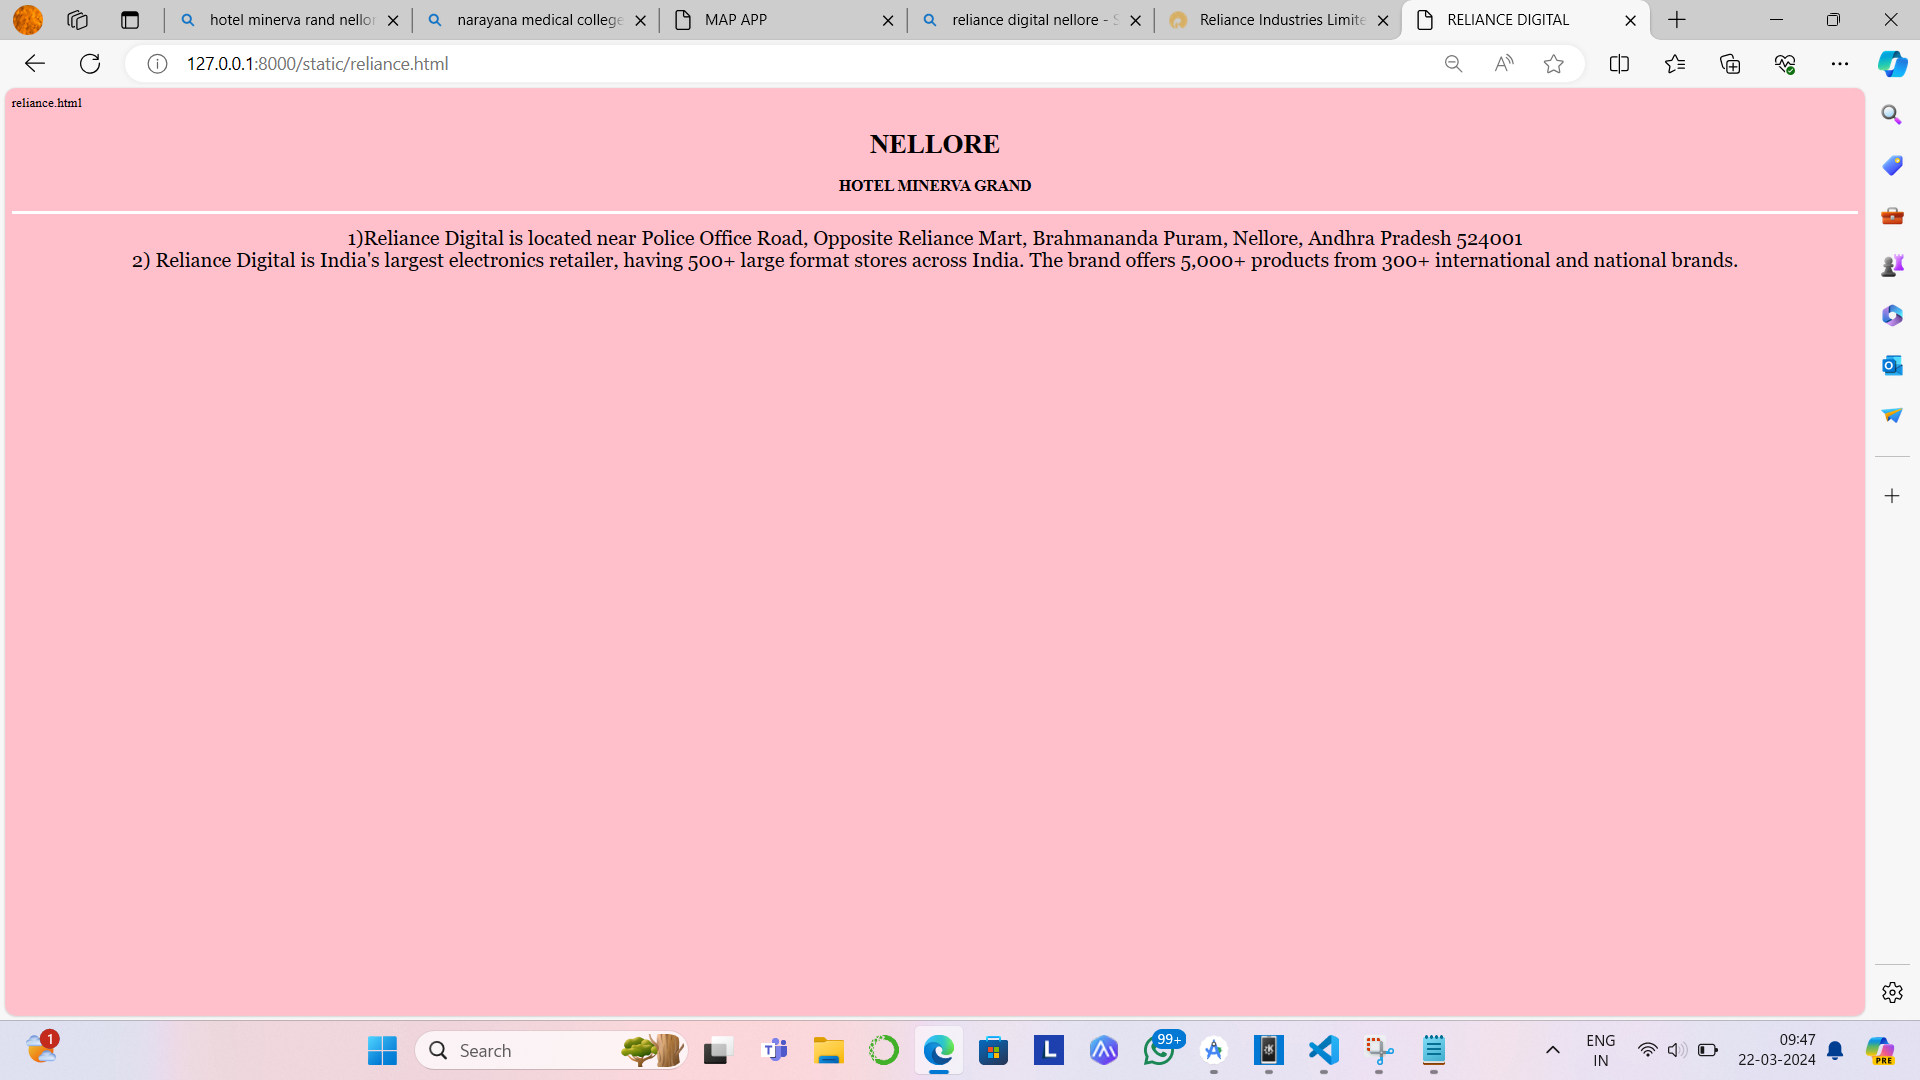 hotel minerva rand nellor
narayana medical college
MAP APP
reliance digital nellore - S
Reliance Industries Limite
RELIANCE DIGITAL
127.0.0.1:8000/static/reliance.html
reliance.html
NELLORE
HOTEL MINERVA GRAND
1)Reliance Digital is located near Police Office Road, Opposite Reliance Mart, Brahmananda Puram, Nellore, Andhra Pradesh 524001
2) Reliance Digital is India's largest electronics retailer, having 500+ large format stores across India. The brand offers 5,000+ products from 300+ international and national brands.
1
Search
L
99+
ENG
IN
09:47
22-03-2024
PRE